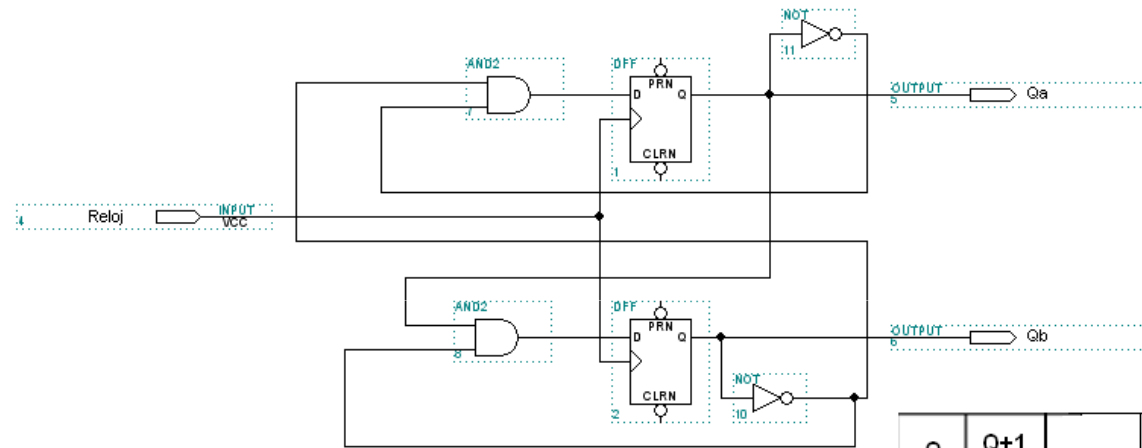 NOT
11
AND2
7
DFF
PRN
D Q
CLRN
1
OUTPUT
5
Qa
4
Reloj
INPUT
VCC
AND2
8
DFF
PRN
D Q
CLRN
2
OUTPUT
6
Qb
NOT
10
Q+1